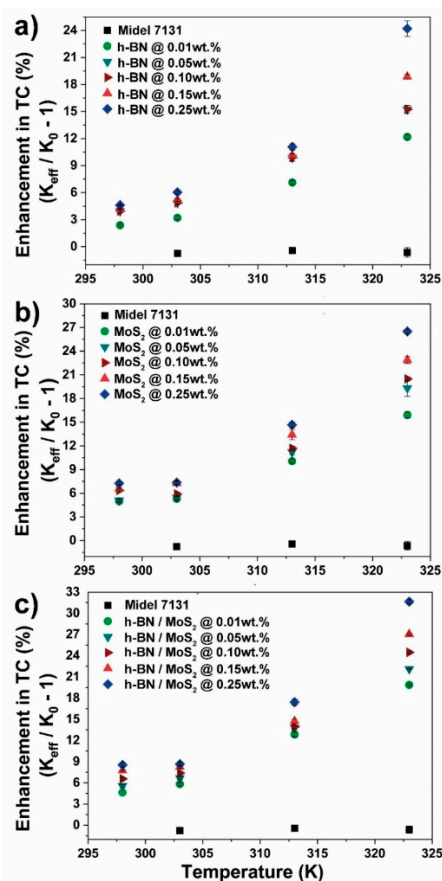 a)
Enhancement in TC (%)
(K_eff / K_0 - 1)
24
21
18
15
12
9
6
3
0
Midel 7131
h-BN @ 0.01wt.%
h-BN @ 0.05wt.%
h-BN @ 0.10wt.%
h-BN @ 0.15wt.%
h-BN @ 0.25wt.%
295 300 305 310 315 320 325
b)
Enhancement in TC (%)
(K_eff / K_0 - 1)
30
27
24
21
18
15
12
9
6
3
0
Midel 7131
MoS2 @ 0.01wt.%
MoS2 @ 0.05wt.%
MoS2 @ 0.10wt.%
MoS2 @ 0.15wt.%
MoS2 @ 0.25wt.%
295 300 305 310 315 320 325
c)
Enhancement in TC (%)
(K_eff / K_0 - 1)
33
30
27
24
21
18
15
12
9
6
3
0
Midel 7131
h-BN / MoS2 @ 0.01wt.%
h-BN / MoS2 @ 0.05wt.%
h-BN / MoS2 @ 0.10wt.%
h-BN / MoS2 @ 0.15wt.%
h-BN / MoS2 @ 0.25wt.%
295 300 305 310 315 320 325
Temperature (K)